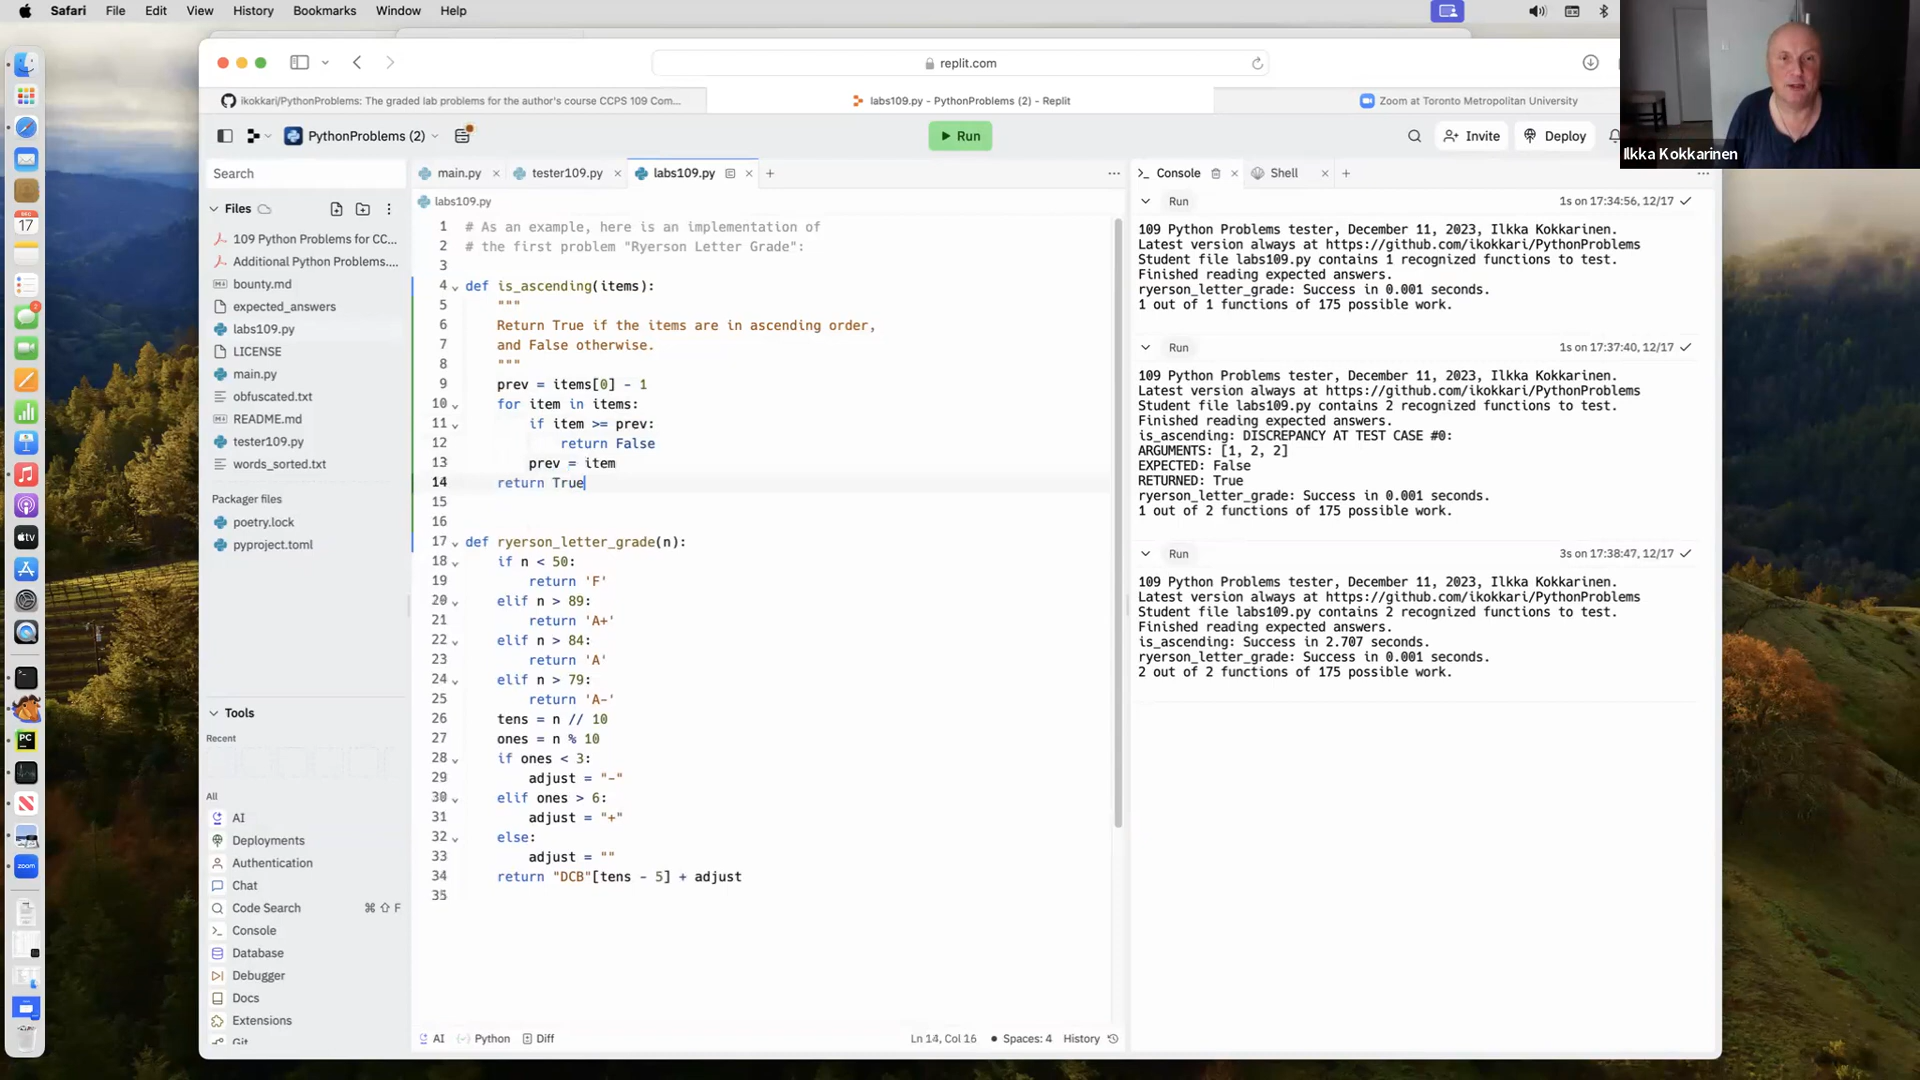 Safari File Edit View History Bookmarks Window Help
replit.com
ikokkari/PythonProblems: The graded lab problems for the author's course CCPS 109 Com...
labs109.py - PythonProblems (2) - Replit
Zoom at Toronto Metropolitan University
PythonProblems (2)
Run
Invite
Deploy
Ilkka Kokkarinen
Search
Files
109 Python Problems for CC...
Additional Python Problems....
bounty.md
expected_answers
labs109.py
LICENSE
main.py
obfuscated.txt
README.md
tester109.py
words_sorted.txt
Packager files
poetry.lock
pyproject.toml
Tools
Recent
All
AI
Deployments
Authentication
Chat
Code Search ⌘ ⇧ F
Console
Database
Debugger
Docs
Extensions
Git
main.py
tester109.py
labs109.py
labs109.py
1 # As an example, here is an implementation of
2 # the first problem "Ryerson Letter Grade":
3
4 def is_ascending(items):
5 """
6 Return True if the items are in ascending order,
7 and False otherwise.
8 """
9 prev = items[0] - 1
10 for item in items:
11 if item >= prev:
12 return False
13 prev = item
14 return True
15
16
17 def ryerson_letter_grade(n):
18 if n < 50:
19 return 'F'
20 elif n > 89:
21 return 'A+'
22 elif n > 84:
23 return 'A'
24 elif n > 79:
25 return 'A-'
26 tens = n // 10
27 ones = n % 10
28 if ones < 3:
29 adjust = "-"
30 elif ones > 6:
31 adjust = "+"
32 else:
33 adjust = ""
34 return "DCB"[tens - 5] + adjust
35
AI Python Diff
Ln 14, Col 16 Spaces: 4 History
Console
Shell
Run 1s on 17:34:56, 12/17
109 Python Problems tester, December 11, 2023, Ilkka Kokkarinen.
Latest version always at https://github.com/ikokkari/PythonProblems
Student file labs109.py contains 1 recognized functions to test.
Finished reading expected answers.
ryerson_letter_grade: Success in 0.001 seconds.
1 out of 1 functions of 175 possible work.
Run 1s on 17:37:40, 12/17
109 Python Problems tester, December 11, 2023, Ilkka Kokkarinen.
Latest version always at https://github.com/ikokkari/PythonProblems
Student file labs109.py contains 2 recognized functions to test.
Finished reading expected answers.
is_ascending: DISCREPANCY AT TEST CASE #0:
ARGUMENTS: [1, 2, 2]
EXPECTED: False
RETURNED: True
ryerson_letter_grade: Success in 0.001 seconds.
1 out of 2 functions of 175 possible work.
Run 3s on 17:38:47, 12/17
109 Python Problems tester, December 11, 2023, Ilkka Kokkarinen.
Latest version always at https://github.com/ikokkari/PythonProblems
Student file labs109.py contains 2 recognized functions to test.
Finished reading expected answers.
is_ascending: Success in 2.707 seconds.
ryerson_letter_grade: Success in 0.001 seconds.
2 out of 2 functions of 175 possible work.
17
tv
PC
zoom